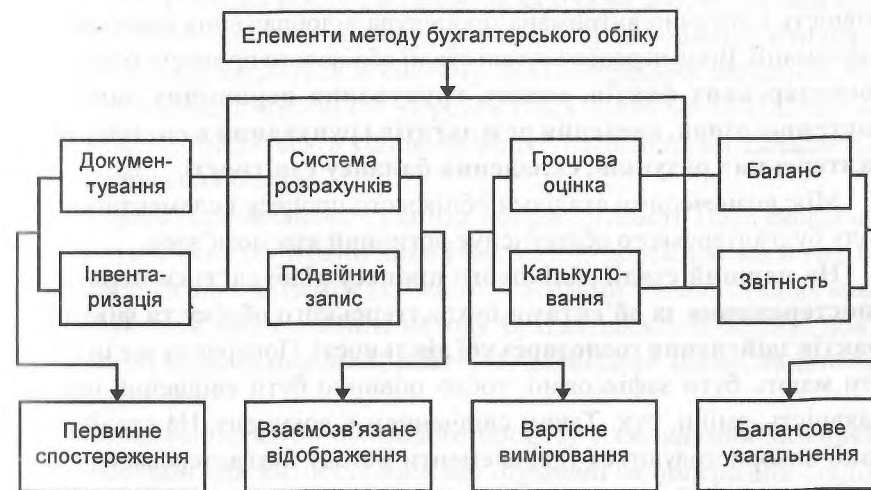 Елементи методу бухгалтерського обліку
Докумен-
тування
Система
розрахунків
Грошова
оцінка
Баланс
Інвента-
ризація
Подвійний
запис
Калькулю-
вання
Звітність
Первинне
спостереження
Взаємопов'язане
відображення
Вартісне
вимірювання
Балансове
узагальнення